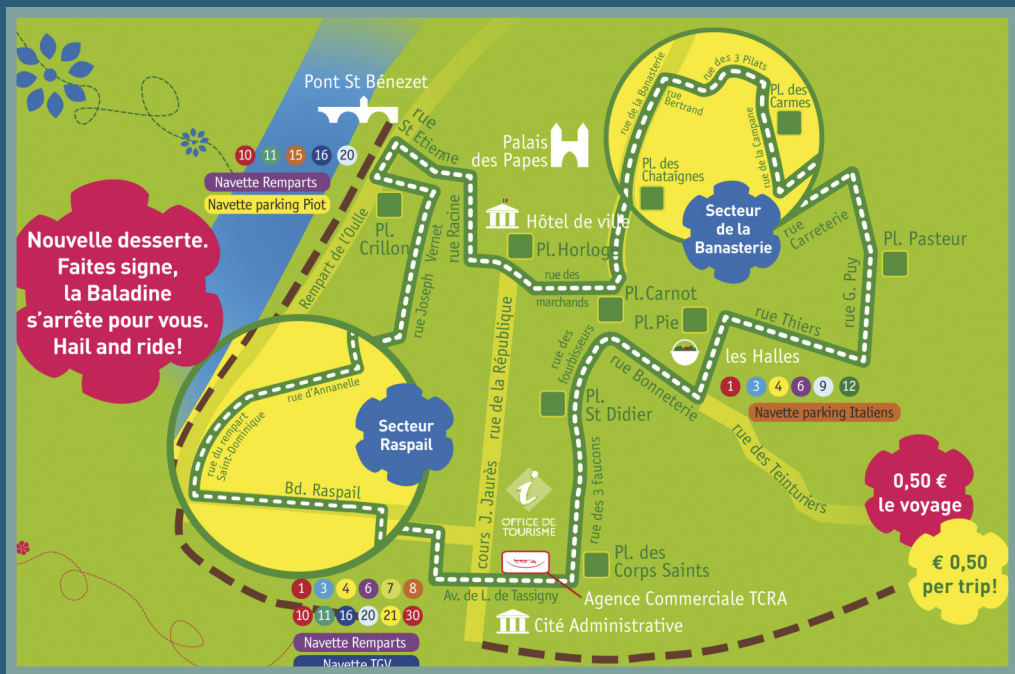 Pont St Bénezet
10 11 15 16 20
Navette Remparts
Navette parking Piot
Nouvelle desserte.
Faites signe,
la Baladine
s'arrête pour vous.
Hail and ride!
rue
St Etienne
Palais
des Papes
Hôtel de ville
Pl. Horloge
Pl.
Crillon
Rempart de l'Oulle
rue Joseph Vernet
rue Racine
rue des
marchands
rue de la République
rue de la Banasterie
rue
Bertrand
rue des 3 Pilats
Pl. des
Carmes
rue de la Campane
Pl. des
Chataîgnes
Secteur
de la
Banasterie
rue
Carreterie
Pl. Pasteur
rue G. Puy
rue Thiers
Pl. Carnot
Pl. Pie
les Halles
1 3 4 6 9 12
Navette parking Italiens
rue des
fourbisseurs
rue Bonneterie
Pl.
St Didier
rue des Teinturiers
rue d'Annanelle
rue du rempart
Saint-Dominique
Secteur
Raspail
Bd. Raspail
cours J. Jaurès
OFFICE DE
TOURISME
rue des 3 faucons
tcra
Pl. des
Corps Saints
Av. de L. de Tassigny
Agence Commerciale TCRA
Cité Administrative
0,50 €
le voyage
€ 0,50
per trip!
1 3 4 6 7 8
10 11 16 20 21 30
Navette Remparts
Navette TGV